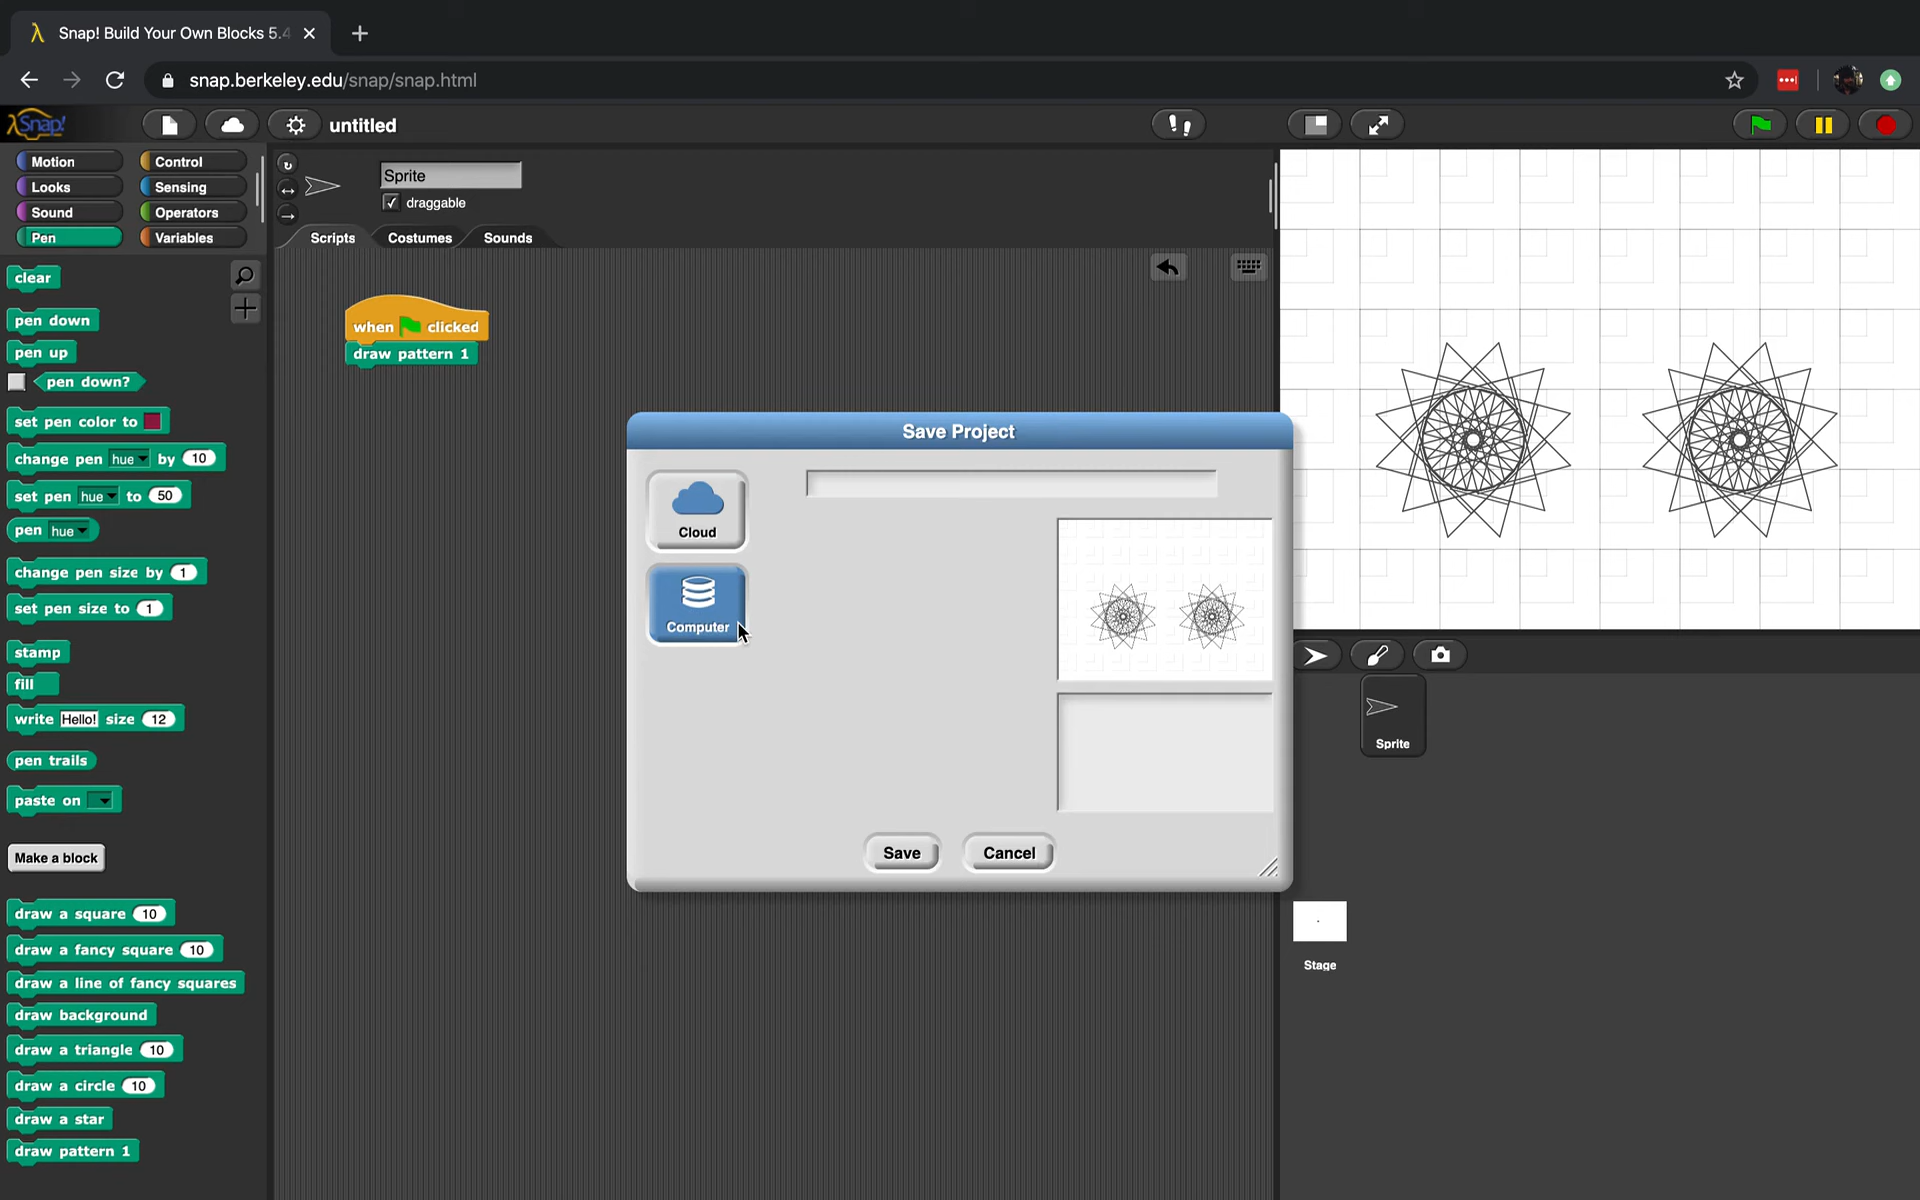 Snap! Build Your Own Blocks 5.4
snap.berkeley.edu/snap/snap.html
Snap!
untitled
Motion
Control
Looks
Sensing
Sound
Operators
Pen
Variables
Sprite
draggable
Scripts
Costumes
Sounds
clear
pen down
pen up
pen down?
set pen color to
change pen hue by 10
set pen hue to 50
pen hue
change pen size by 1
set pen size to 1
stamp
fill
write Hello! size 12
pen trails
paste on
Make a block
draw a square 10
draw a fancy square 10
draw a line of fancy squares
draw background
draw a triangle 10
draw a circle 10
draw a star
draw pattern 1
when clicked
draw pattern 1
Save Project
Cloud
Computer
Save
Cancel
Sprite
Stage